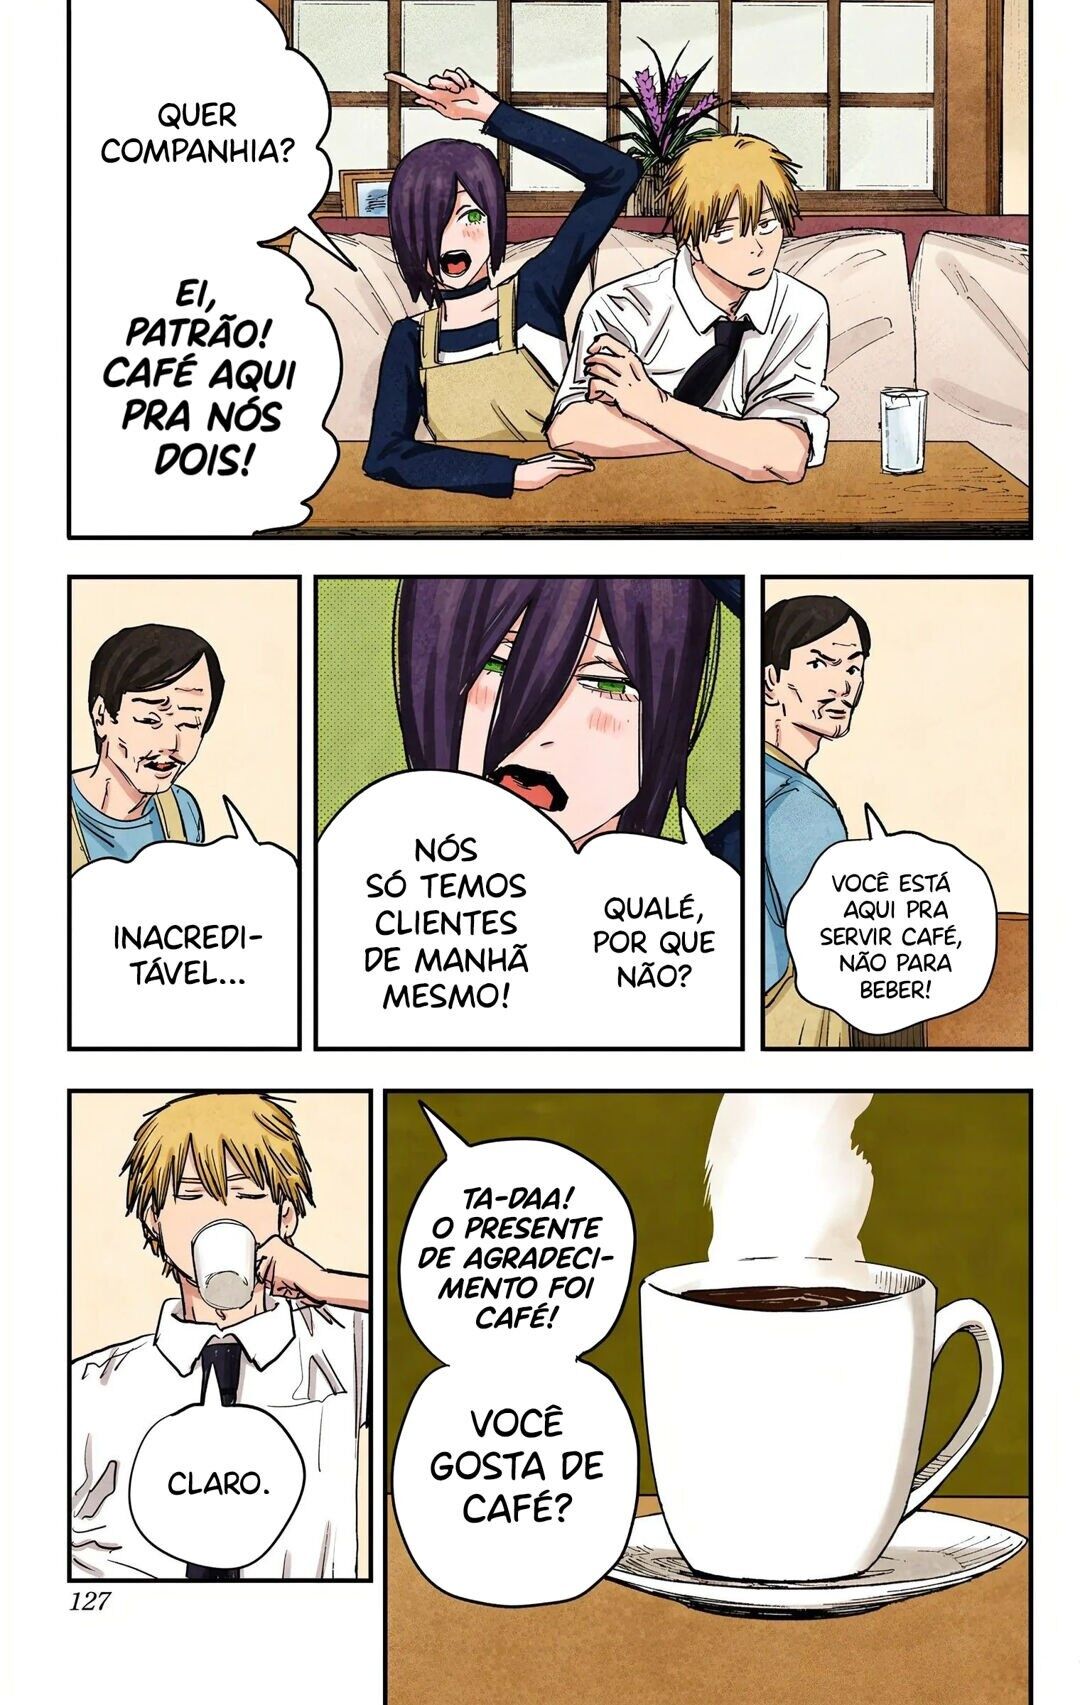 QUER
COMPANHIA?
EI,
PATRÃO!
CAFÉ AQUI
PRA NÓS
DOIS!
VOCÊ ESTÁ
AQUI PRA
SERVIR CAFÉ,
NÃO PARA
BEBER!
QUALÉ,
POR QUE
NÃO?
NÓS
SÓ TEMOS
CLIENTES
DE MANHÃ
MESMO!
INACREDI-
TÁVEL...
TA-DAA!
O PRESENTE
DE AGRADECI-
MENTO FOI
CAFÉ!
VOCÊ
GOSTA DE
CAFÉ?
CLARO.
127